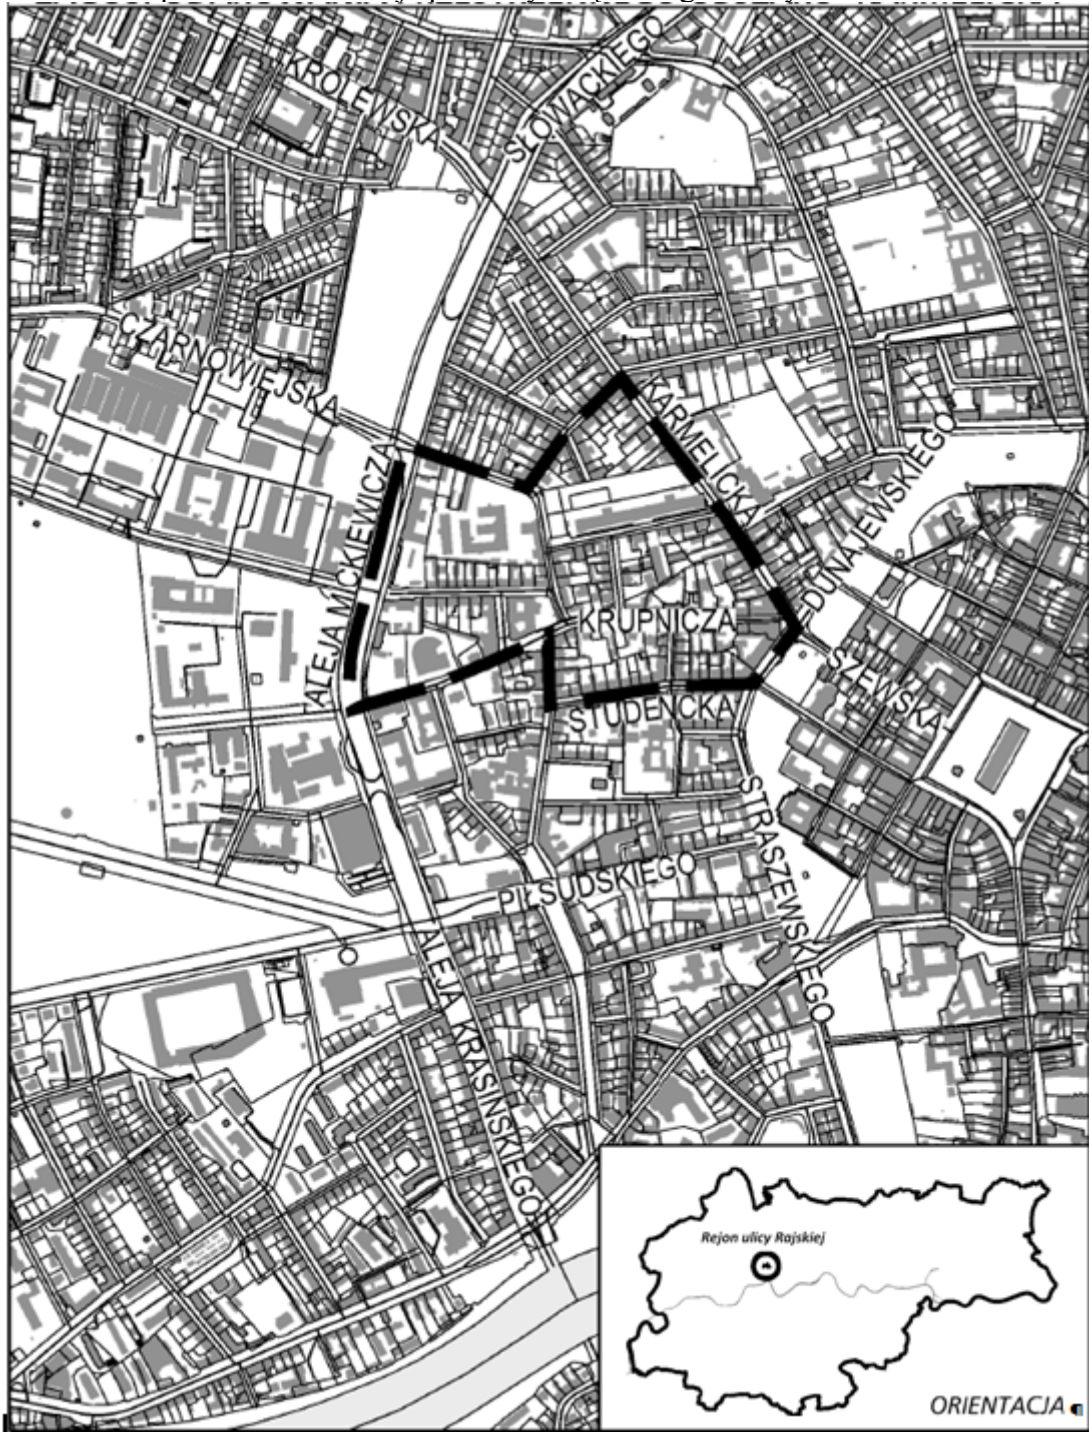 SŁOWACKIEGO
KRÓLEWSKA
CZARNOWIEJSKA
KARMELICKA
DUNAJEWSKIEGO
ALEJA MICKIEWICZA
KRUPNICZA
SZEWSKA
STUDENCKA
STRASZEWSKIEGO
PIŁSUDSKIEGO
ALEJA KRASIŃSKIEGO
Rejon ulicy Rajskiej
ORIENTACJA ¶